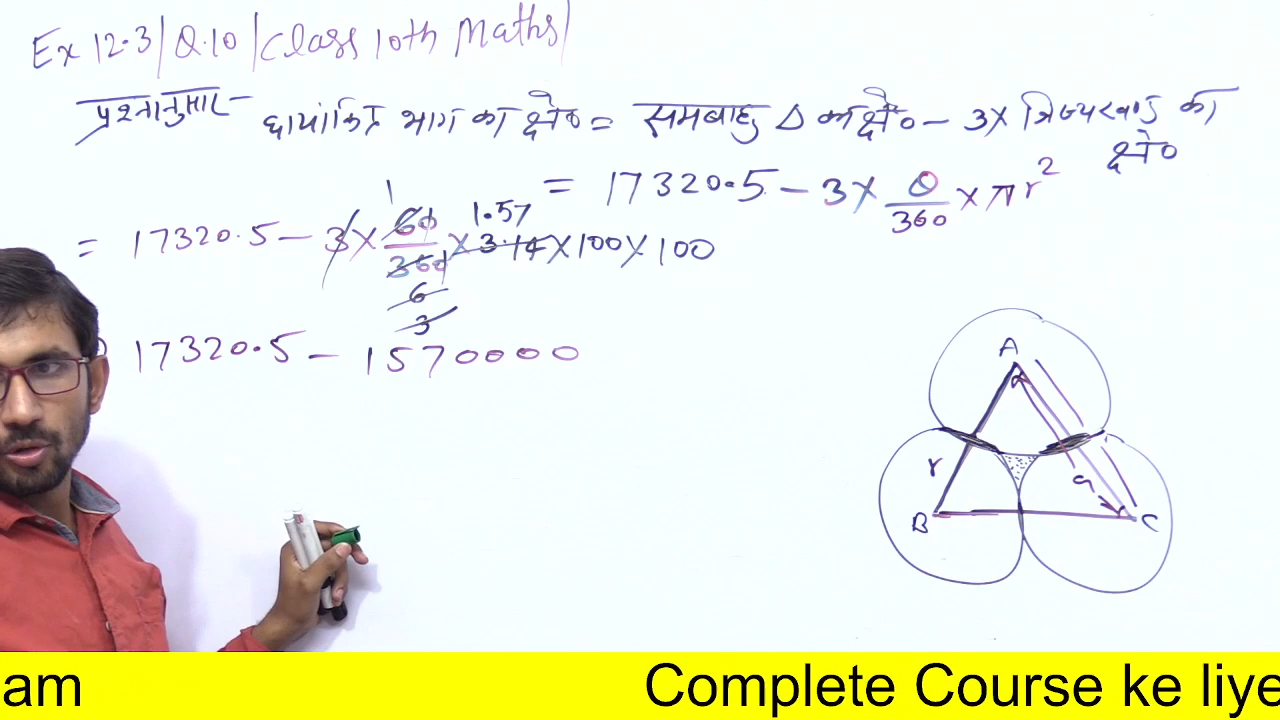 Ex 12.3 | Q.10 | Class 10th Maths |
प्रश्नानुसार - छायांकित भाग का क्षे० = समबाहु Δ का क्षे० - 3 x त्रिज्यखण्ड का क्षे०
= 17320.5 - 3 x θ/360 x πr²
= 17320.5 - 3 x 60/360 x 3.14 x 100 x 100
1
1.57
6
3
17320.5 - 1570000
A
r
a
B
C
am Complete Course ke liye